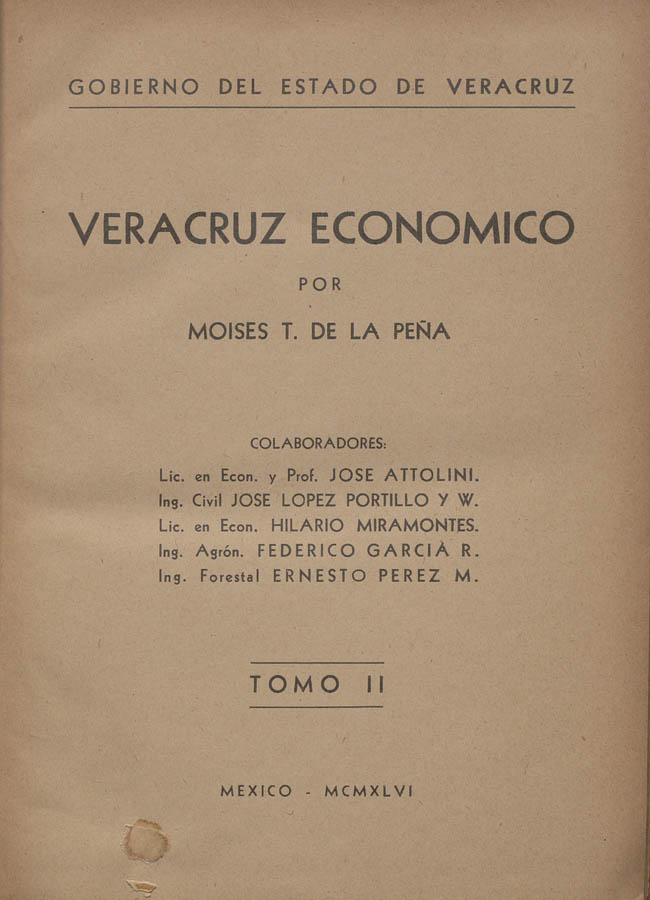 GOBIERNO DEL ESTADO DE VERACRUZ
VERACRUZ ECONOMICO
POR
MOISES T. DE LA PEÑA
COLABORADORES:
Lic. en Econ. y Prof. JOSE ATTOLINI.
Ing. Civil JOSE LOPEZ PORTILLO Y W.
Lic. en Econ. HILARIO MIRAMONTES.
Ing. Agrón. FEDERICO GARCIA R.
Ing. Forestal ERNESTO PEREZ M.
TOMO II
MEXICO - MCMXLVI